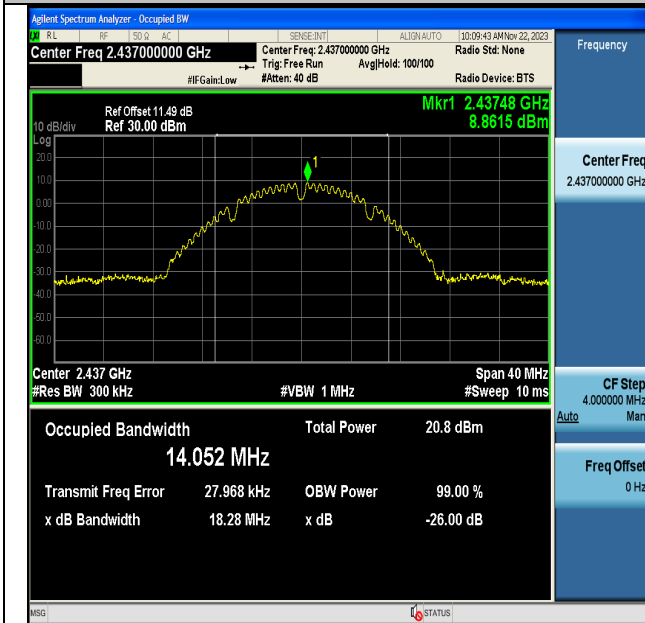 Agilent Spectrum Analyzer - Occupied BW
LXI RL RF 50 Ω AC SENSE:INT ALIGN AUTO 10:09:43 AM Nov 22, 2023
Center Freq 2.437000000 GHz Center Freq: 2.437000000 GHz Radio Std: None Frequency
Trig: Free Run Avg|Hold: 100/100
#IFGain:Low #Atten: 40 dB Radio Device: BTS
Mkr1 2.43748 GHz
Ref Offset 11.49 dB
10 dB/div Ref 30.00 dBm 8.8615 dBm
Log
20.0
10.0
0.00
-10.0
-20.0
-30.0
-40.0
-50.0
-60.0
1
Center Freq
2.437000000 GHz
Center 2.437 GHz Span 40 MHz
#Res BW 300 kHz #VBW 1 MHz #Sweep 10 ms
CF Step
4.000000 MHz
Auto Man
Occupied Bandwidth Total Power 20.8 dBm
14.052 MHz
Freq Offset
0 Hz
Transmit Freq Error 27.968 kHz OBW Power 99.00 %
x dB Bandwidth 18.28 MHz x dB -26.00 dB
MSG STATUS